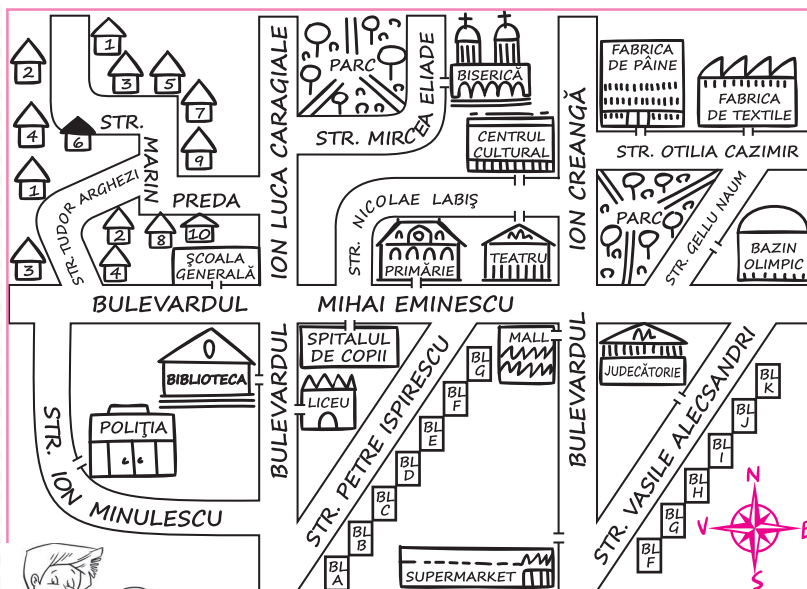 1
2
3
5
7
4
6
9
STR.
MARIN
PREDA
1
STR. TUDOR ARGHEZI
2
8
10
3
4
ŞCOALA
GENERALĂ
ION LUCA CARAGIALE
PARC
STR. MIRCEA ELIADE
BISERICĂ
CENTRUL
CULTURAL
STR. NICOLAE LABIŞ
PRIMĂRIE
TEATRU
ION CREANGĂ
FABRICA
DE PÂINE
FABRICA
DE TEXTILE
STR. OTILIA CAZIMIR
PARC
STR. GELLU NAUM
BAZIN
OLIMPIC
BULEVARDUL MIHAI EMINESCU
BIBLIOTECA
POLIŢIA
STR. ION MINULESCU
BULEVARDUL
SPITALUL
DE COPII
LICEU
STR. PETRE ISPIRESCU
BL
G
BL
F
BL
E
BL
D
BL
C
BL
B
BL
A
MALL
SUPERMARKET
BULEVARDUL
JUDECĂTORIE
STR. VASILE ALECSANDRI
BL
K
BL
J
BL
I
BL
H
BL
G
BL
F
N
V
E
S